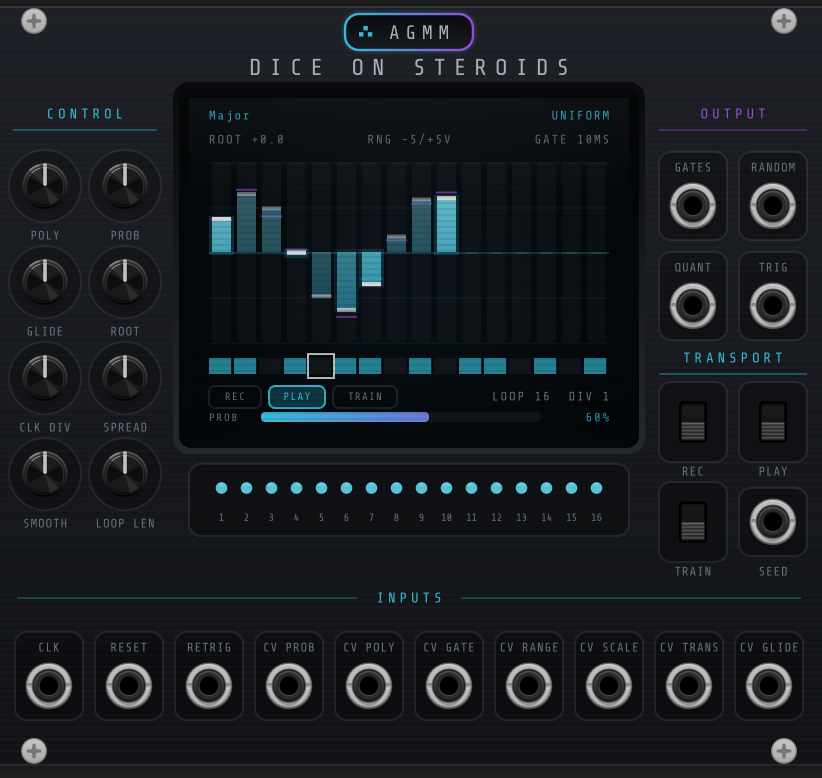 AGMM
DICE ON STEROIDS
CONTROL
POLY PROB
GLIDE ROOT
CLK DIV SPREAD
SMOOTH LOOP LEN
Major UNIFORM
ROOT +0.0 RNG -5/+5V GATE 10MS
REC PLAY TRAIN LOOP 16 DIV 1
PROB 60%
1 2 3 4 5 6 7 8 9 10 11 12 13 14 15 16
OUTPUT
GATES RANDOM
QUANT TRIG
TRANSPORT
REC PLAY
TRAIN SEED
INPUTS
CLK RESET RETRIG CV PROB CV POLY CV GATE CV RANGE CV SCALE CV TRANS CV GLIDE